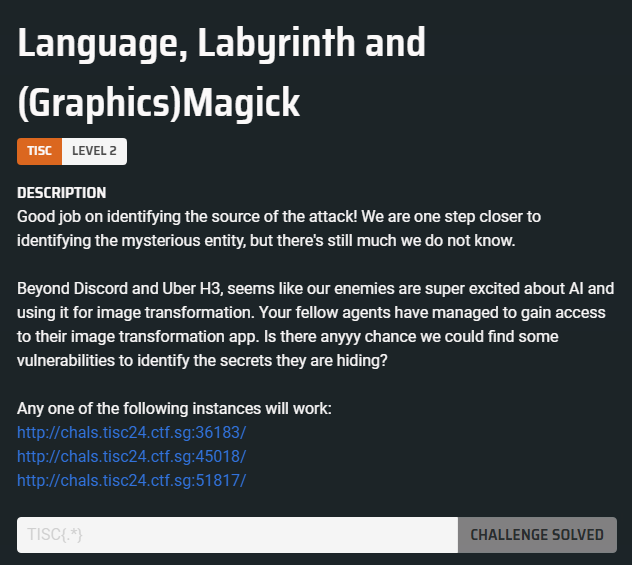 Language, Labyrinth and
(Graphics)Magick
TISC LEVEL 2
DESCRIPTION
Good job on identifying the source of the attack! We are one step closer to
identifying the mysterious entity, but there's still much we do not know.
Beyond Discord and Uber H3, seems like our enemies are super excited about AI and
using it for image transformation. Your fellow agents have managed to gain access
to their image transformation app. Is there anyyy chance we could find some
vulnerabilities to identify the secrets they are hiding?
Any one of the following instances will work:
http://chals.tisc24.ctf.sg:36183/
http://chals.tisc24.ctf.sg:45018/
http://chals.tisc24.ctf.sg:51817/
TISC{.*} CHALLENGE SOLVED